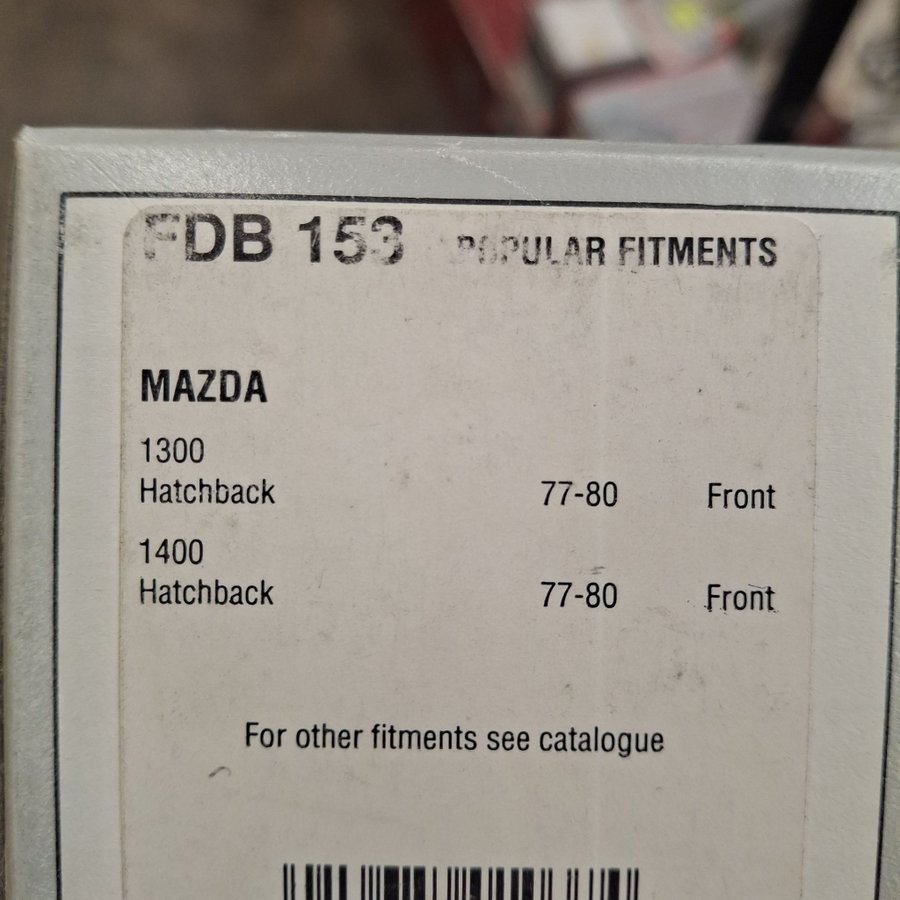 FDB 153 POPULAR FITMENTS
MAZDA
1300
Hatchback 77-80 Front
1400
Hatchback 77-80 Front
For other fitments see catalogue